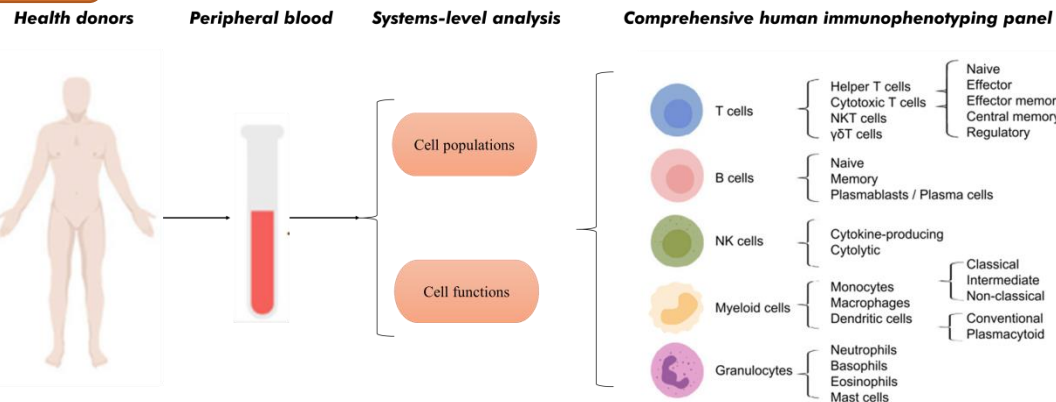 Health donors
Peripheral blood
Systems-level analysis
Comprehensive human immunophenotyping panel
Cell populations
Cell functions
T cells
Helper T cells
Cytotoxic T cells
NKT cells
γδT cells
Naive
Effector
Effector memor
Central memory
Regulatory
B cells
Naive
Memory
Plasmablasts / Plasma cells
NK cells
Cytokine-producing
Cytolytic
Myeloid cells
Monocytes
Macrophages
Dendritic cells
Classical
Intermediate
Non-classical
Conventional
Plasmacytoid
Granulocytes
Neutrophils
Basophils
Eosinophils
Mast cells